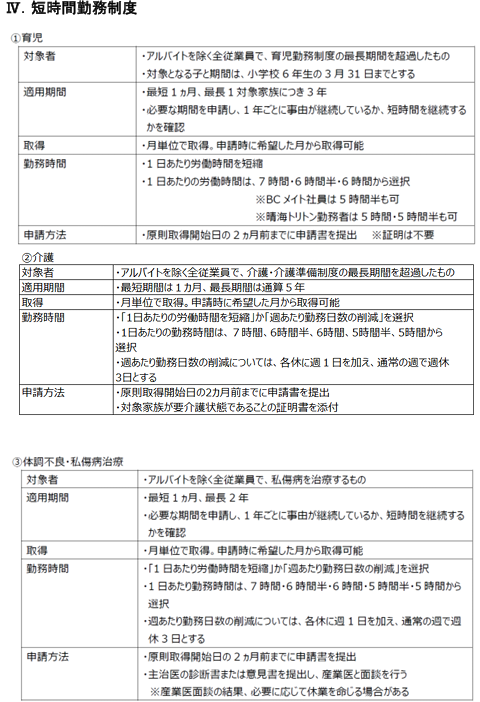 Ⅳ．短時間勤務制度
①育児
対象者 ・アルバイトを除く全従業員で、育児勤務制度の最長期間を超過したもの
・対象となる子と期間は、小学校６年生の３月31日までとする
適用期間 ・最短１ヵ月、最長１対象家族につき３年
・必要な期間を申請し、１年ごとに事由が継続しているか、短時間を継続する
かを確認
取得 ・月単位で取得。申請時に希望した月から取得可能
勤務時間 ・１日あたり労働時間を短縮
・１日あたりの労働時間は、７時間・６時間半・６時間から選択
※BCメイト社員は５時間半も可
※晴海トリトン勤務者は５時間・５時間半も可
申請方法 ・原則取得開始日の２ヵ月前までに申請書を提出 ※証明は不要
②介護
対象者 ・アルバイトを除く全従業員で、介護・介護準備制度の最長期間を超過したもの
適用期間 ・最短期間は１カ月、最長期間は通算５年
取得 ・月単位で取得。申請時に希望した月から取得可能
勤務時間 ・「1日あたりの労働時間を短縮」か「週あたり勤務日数の削減」を選択
・1日あたりの勤務時間は、7時間、6時間半、6時間、5時間半、5時間から
選択
・週あたり勤務日数の削減については、各休に週１日を加え、通常の週で週休
3日とする
申請方法 ・原則取得開始日の2カ月前までに申請書を提出
・対象家族が要介護状態であることの証明書を添付
③体調不良・私傷病治療
対象者 ・アルバイトを除く全従業員で、私傷病を治療するもの
適用期間 ・最短１ヵ月、最長２年
・必要な期間を申請し、１年ごとに事由が継続しているか、短時間を継続する
かを確認
取得 ・月単位で取得。申請時に希望した月から取得可能
勤務時間 ・「１日あたり労働時間を短縮」か「週あたり勤務日数の削減」を選択
・１日あたり勤務時間は、７時間・６時間半・６時間・５時間半・５時間から
選択
・週あたり勤務日数の削減については、各休に週１日を加え、通常の週で週
休３日とする
申請方法 ・原則取得開始日の２ヵ月前までに申請書を提出
・主治医の診断書または意見書を提出し、産業医と面談を行う
※産業医面談の結果、必要に応じて休業を命じる場合がある